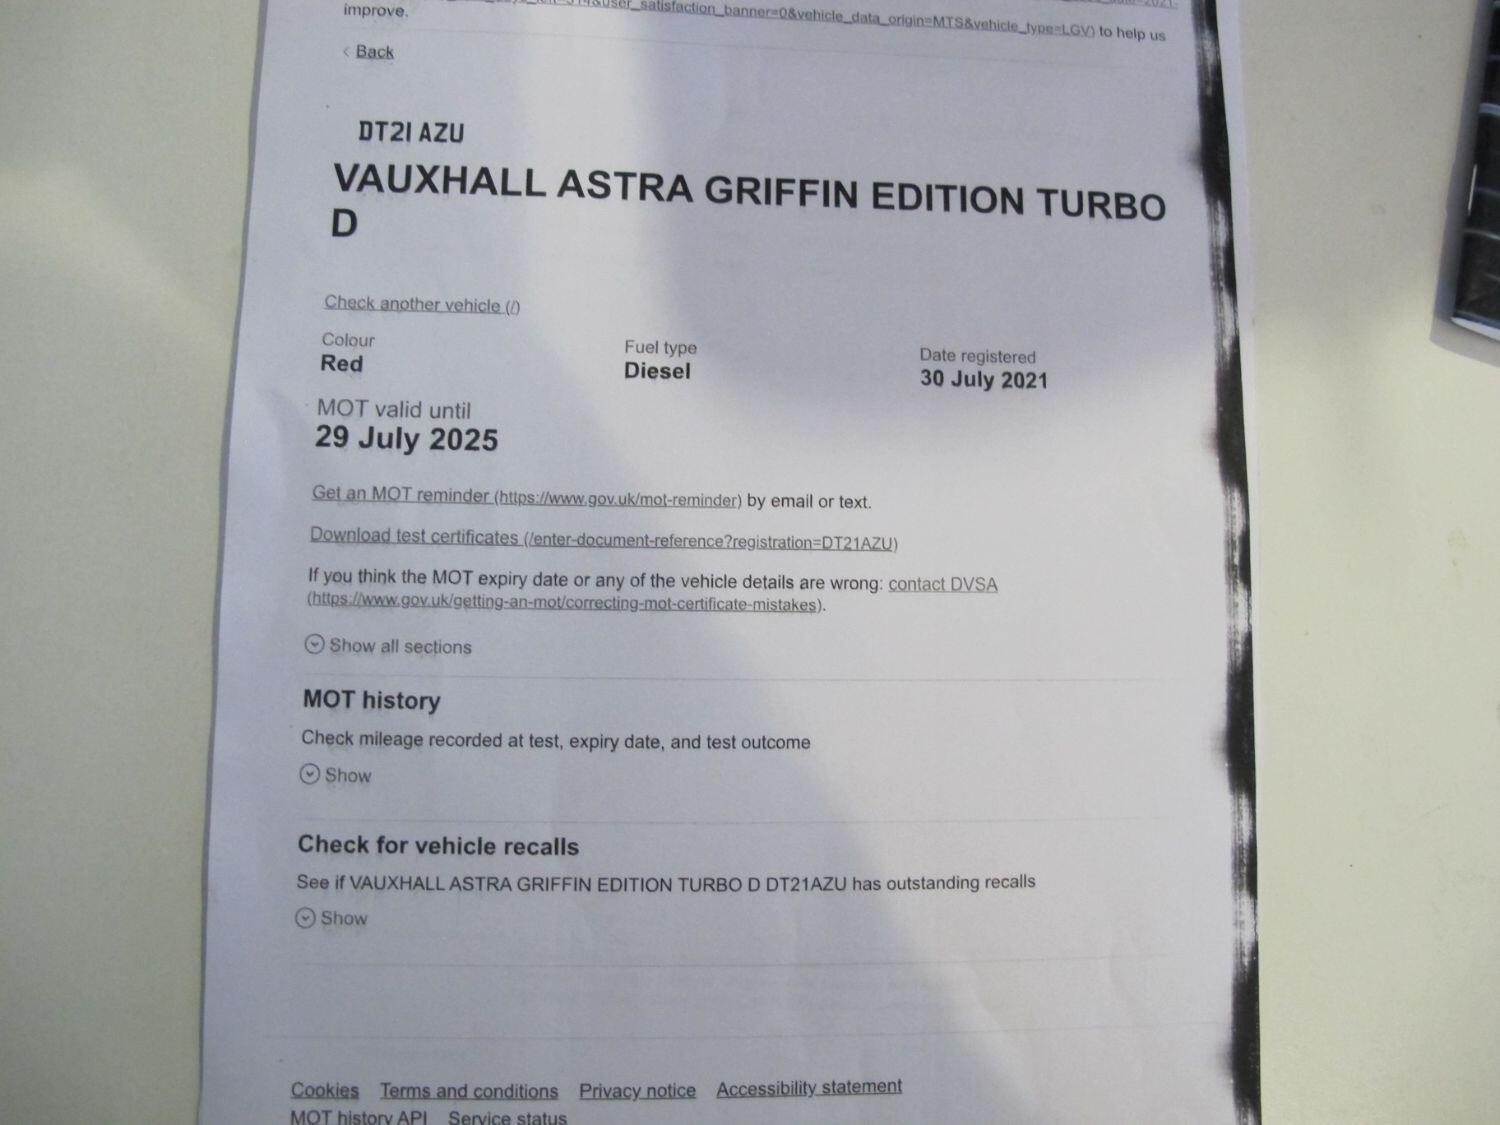 user_satisfaction_banner=0&vehicle_data_origin=MTS&vehicle_type=LGV) to help us
improve.
Back
DT21 AZU
VAUXHALL ASTRA GRIFFIN EDITION TURBO
D
Check another vehicle (/)
Colour Fuel type Date registered
Red Diesel 30 July 2021
MOT valid until
29 July 2025
Get an MOT reminder (https://www.gov.uk/mot-reminder) by email or text.
Download test certificates (/enter-document-reference?registration=DT21AZU)
If you think the MOT expiry date or any of the vehicle details are wrong: contact DVSA
(https://www.gov.uk/getting-an-mot/correcting-mot-certificate-mistakes).
Show all sections
MOT history
Check mileage recorded at test, expiry date, and test outcome
Show
Check for vehicle recalls
See if VAUXHALL ASTRA GRIFFIN EDITION TURBO D DT21AZU has outstanding recalls
Show
Cookies Terms and conditions Privacy notice Accessibility statement
MOT history API Service status